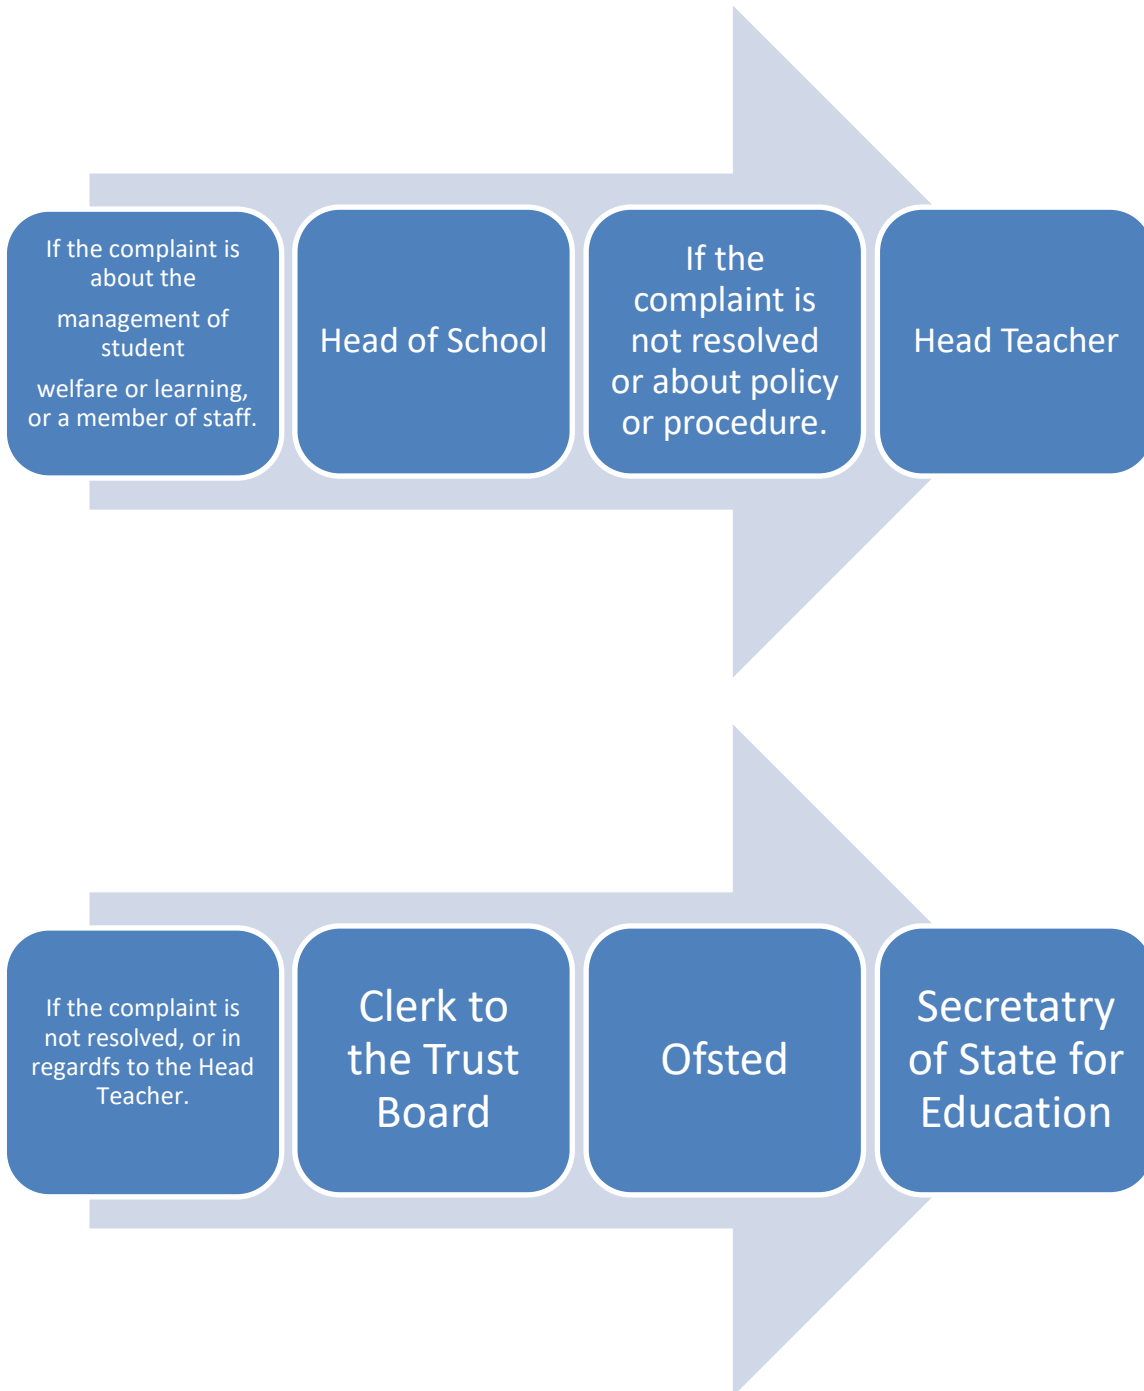 If the complaint is
about the
management of
student
welfare or learning,
or a member of staff.
Head of School
If the
complaint is
not resolved
or about policy
or procedure.
Head Teacher
If the complaint is
not resolved, or in
regardfs to the Head
Teacher.
Clerk to
the Trust
Board
Ofsted
Secretatry
of State for
Education